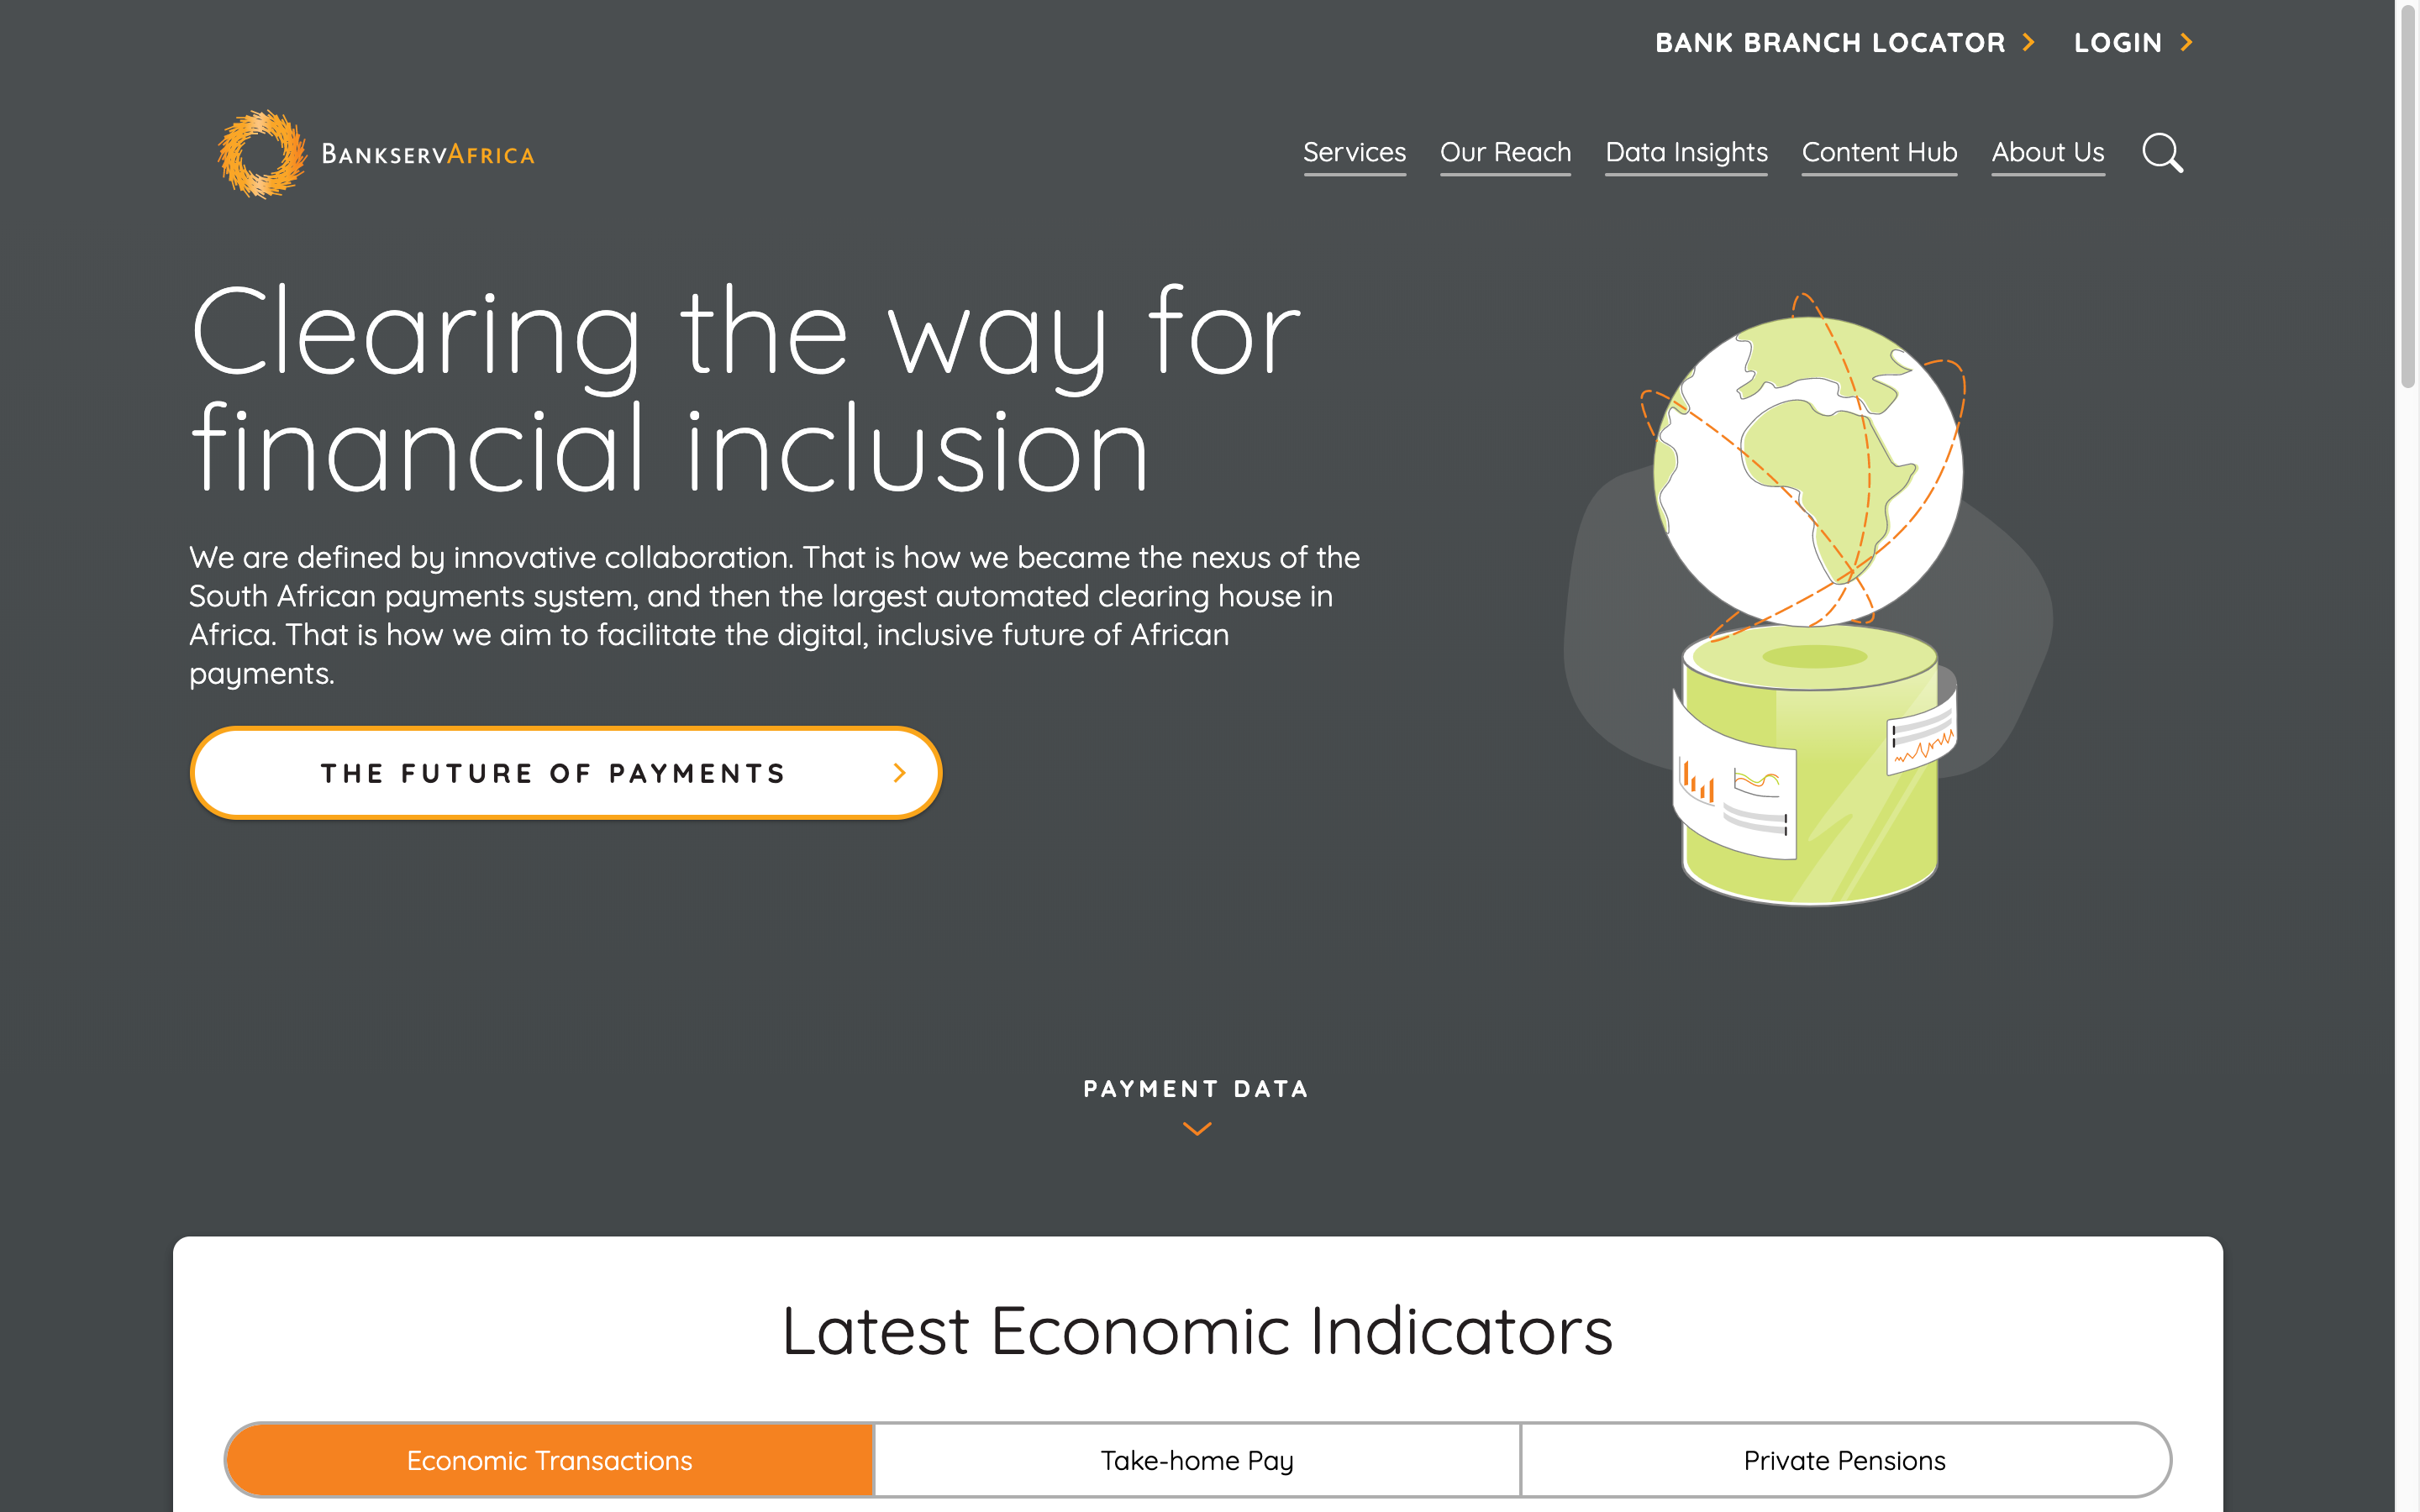 BANK BRANCH LOCATOR
LOGIN
BANKSERVAFRICA
Services
Our Reach
Data Insights
Content Hub
About Us
Clearing the way for
financial inclusion
We are defined by innovative collaboration. That is how we became the nexus of the
South African payments system, and then the largest automated clearing house in
Africa. That is how we aim to facilitate the digital, inclusive future of African
payments.
THE FUTURE OF PAYMENTS
PAYMENT DATA
Latest Economic Indicators
Economic Transactions
Take-home Pay
Private Pensions